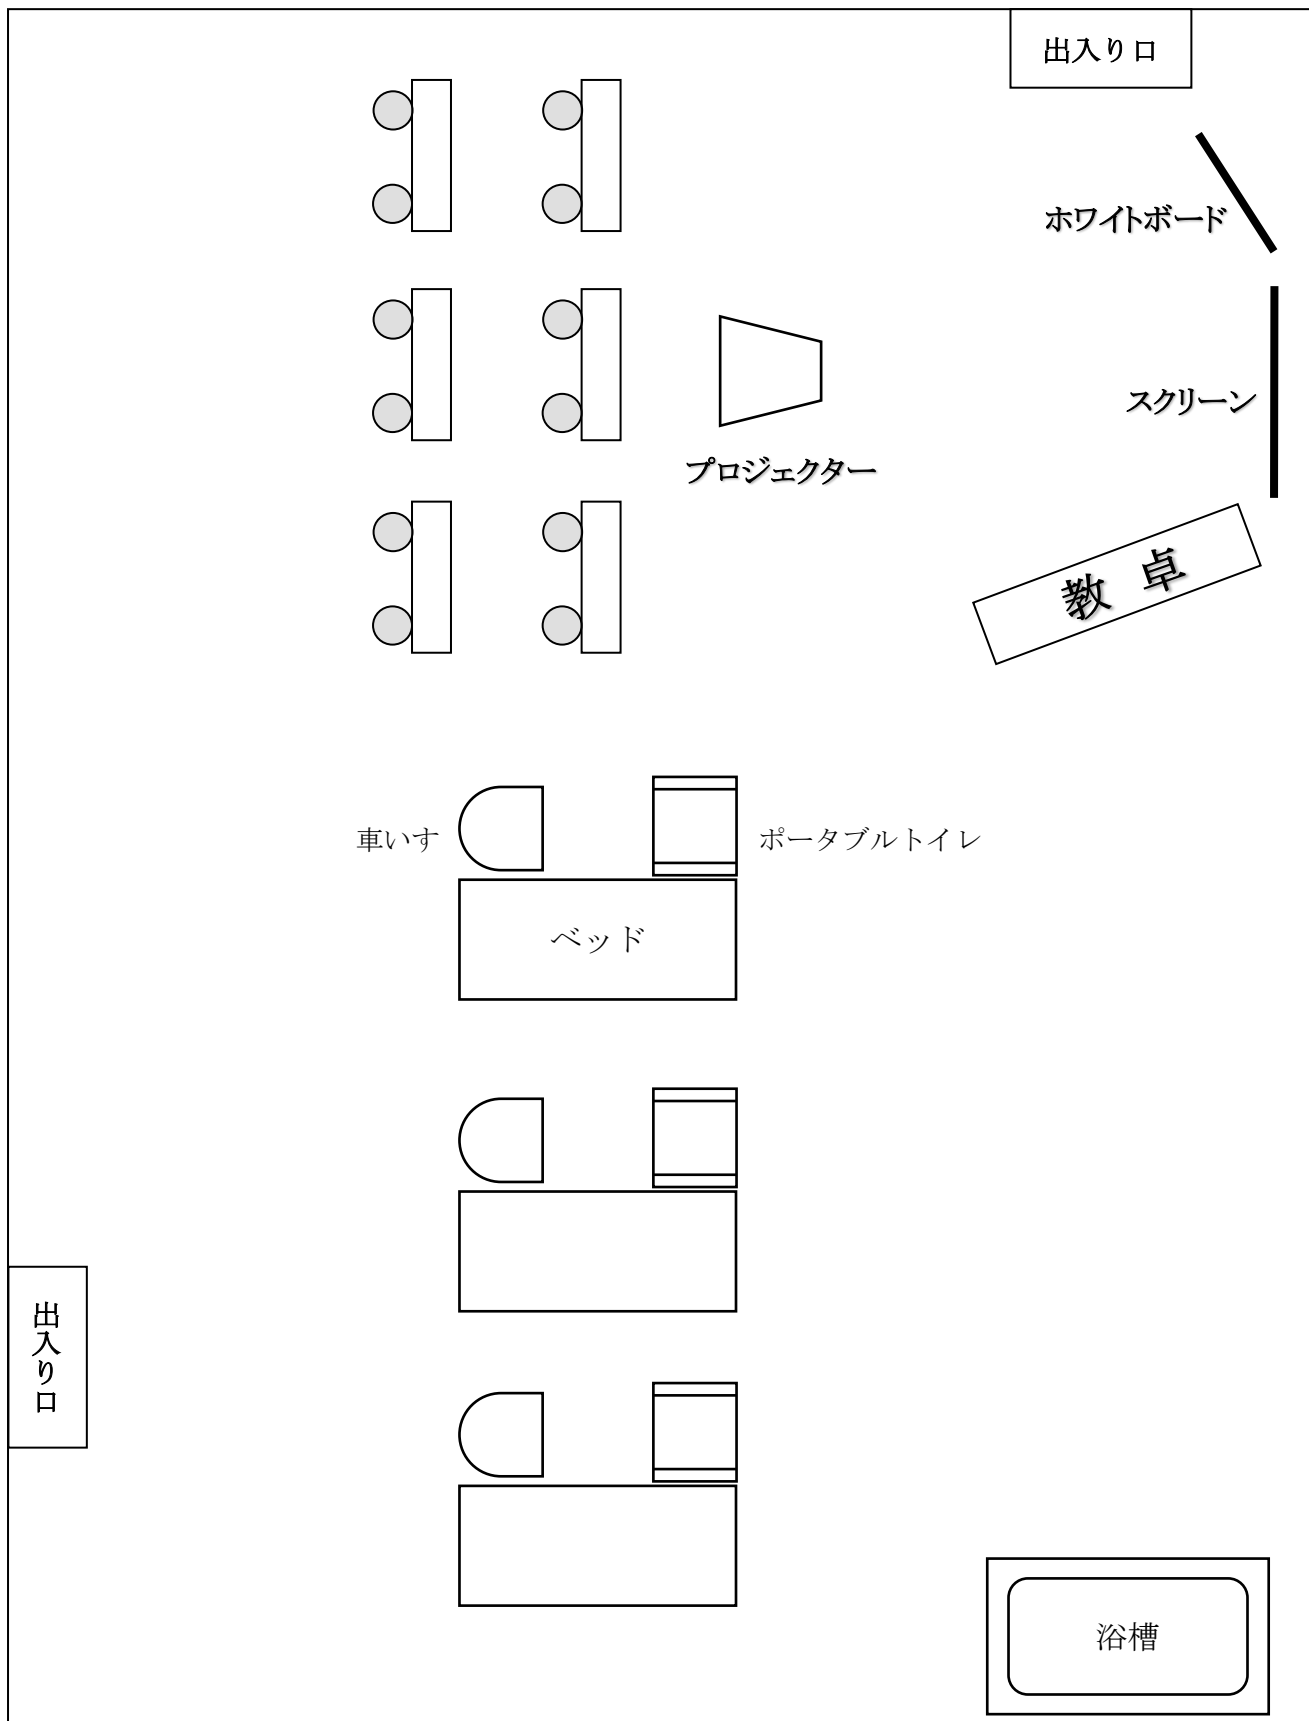 出入り口
ホワイトボード
スクリーン
プロジェクター
教 卓
車いす
ポータブルトイレ
ベッド
出入り口
浴槽